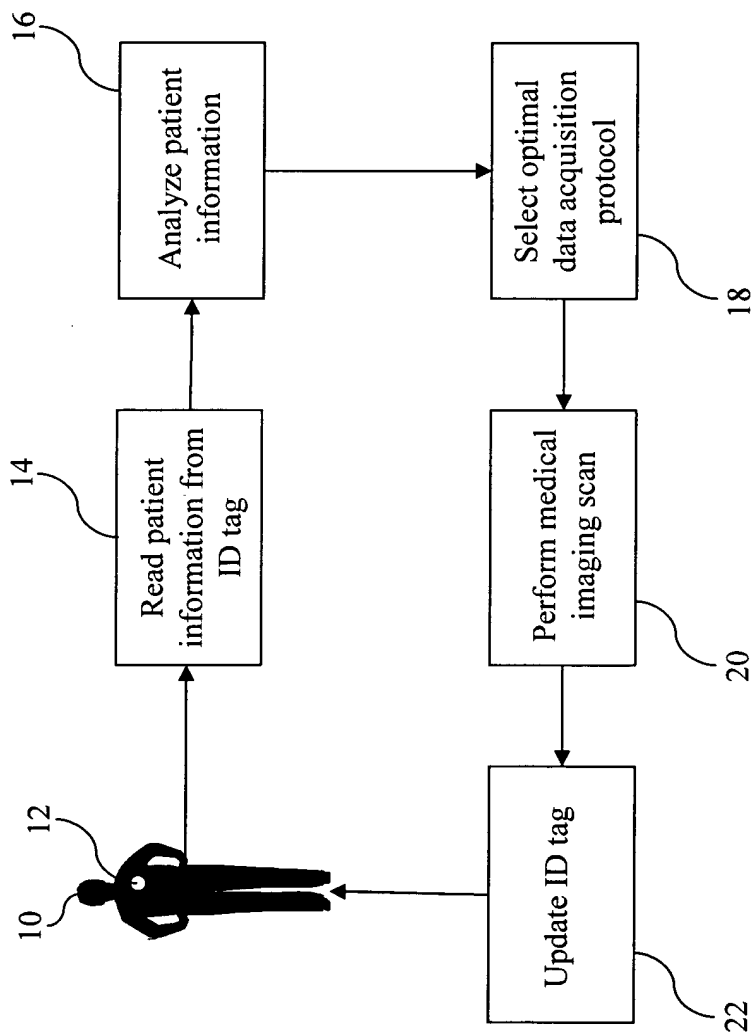 10
12
14
Read patient
information from
ID tag
16
Analyze patient
information
Select optimal
data acquisition
protocol
18
Perform medical
imaging scan
20
Update ID tag
22